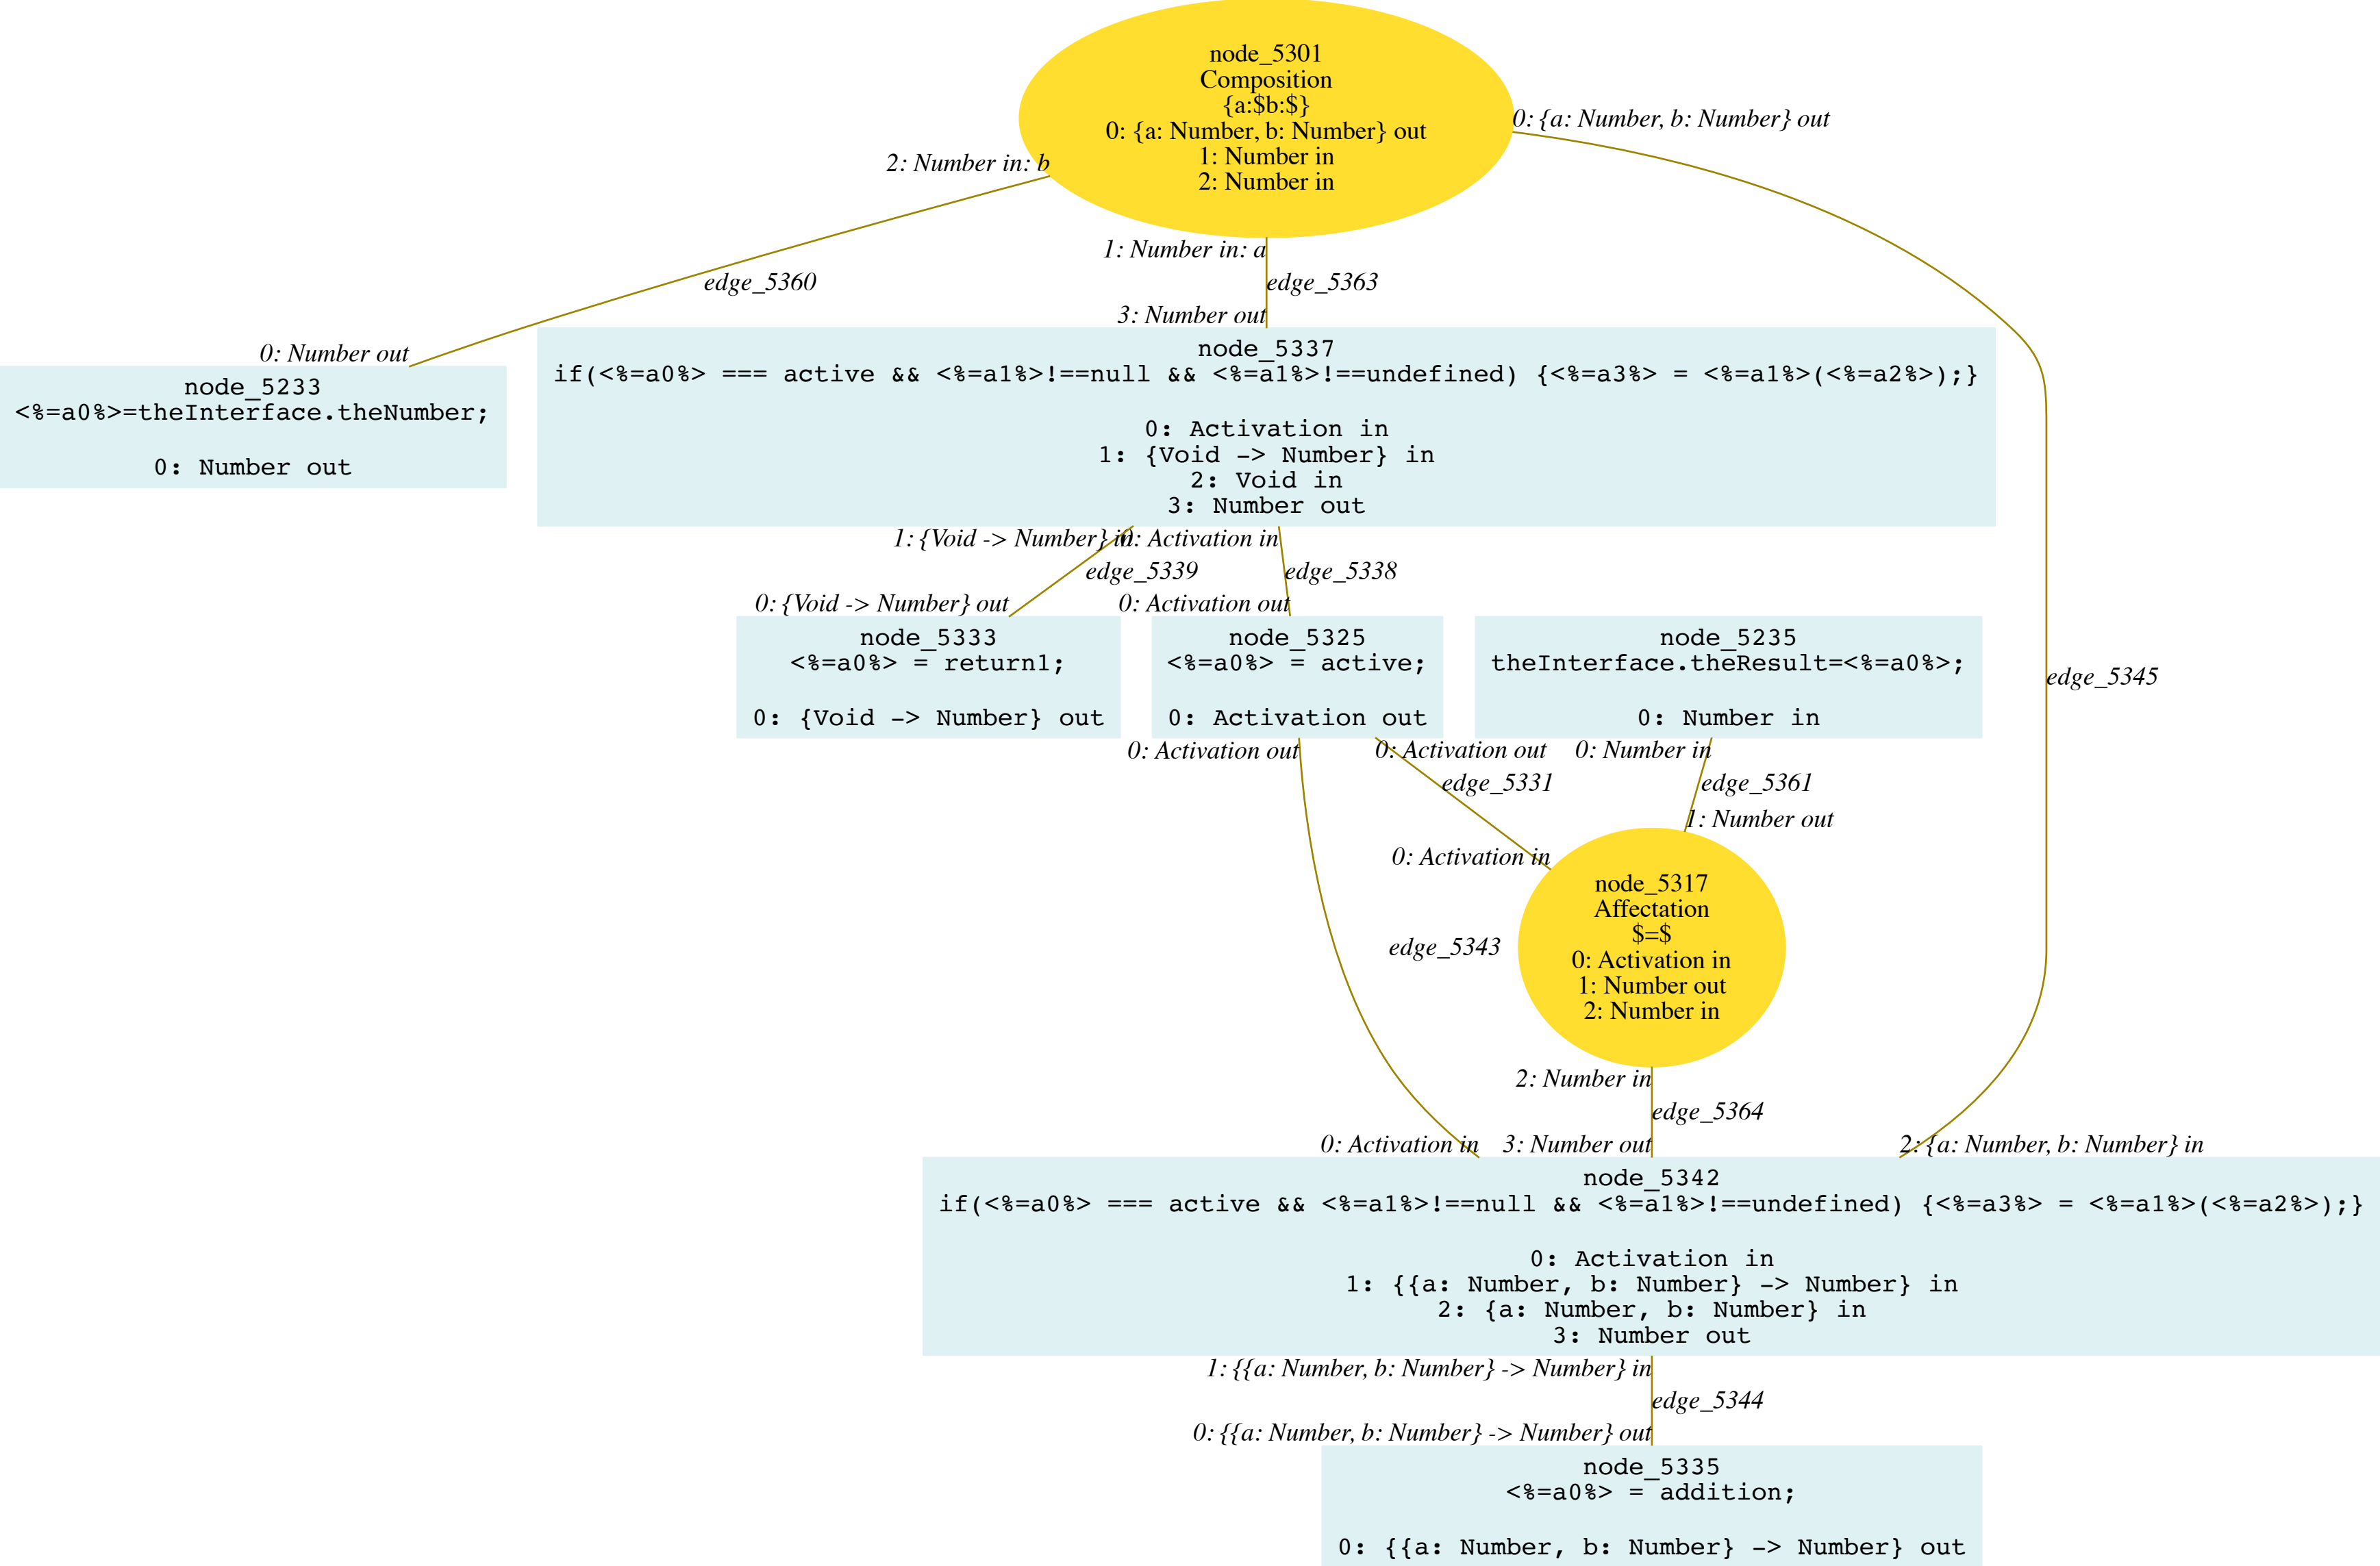 node_5301
Composition
{a:$b:$}
0: {a: Number, b: Number} out
1: Number in
2: Number in
0: {a: Number, b: Number} out
2: Number in: b
1: Number in: a
edge_5360
edge_5363
3: Number out
0: Number out
node_5233
<%=a0%>=theInterface.theNumber;
0: Number out
node_5337
if(<%=a0%> === active && <%=a1%>!==null && <%=a1%>!==undefined) {<%=a3%> = <%=a1%>(<%=a2%>);}
0: Activation in
1: {Void -> Number} in
2: Void in
3: Number out
1: {Void -> Number} in
0: Activation in
edge_5339
edge_5338
0: {Void -> Number} out
0: Activation out
node_5333
<%=a0%> = return1;
0: {Void -> Number} out
node_5325
<%=a0%> = active;
0: Activation out
node_5235
theInterface.theResult=<%=a0%>;
0: Number in
edge_5345
0: Activation out
0: Activation out
0: Number in
edge_5331
edge_5361
1: Number out
0: Activation in
node_5317
Affectation
$=$
0: Activation in
1: Number out
2: Number in
edge_5343
2: Number in
edge_5364
0: Activation in
3: Number out
2: {a: Number, b: Number} in
node_5342
if(<%=a0%> === active && <%=a1%>!==null && <%=a1%>!==undefined) {<%=a3%> = <%=a1%>(<%=a2%>);}
0: Activation in
1: {{a: Number, b: Number} -> Number} in
2: {a: Number, b: Number} in
3: Number out
1: {{a: Number, b: Number} -> Number} in
edge_5344
0: {{a: Number, b: Number} -> Number} out
node_5335
<%=a0%> = addition;
0: {{a: Number, b: Number} -> Number} out